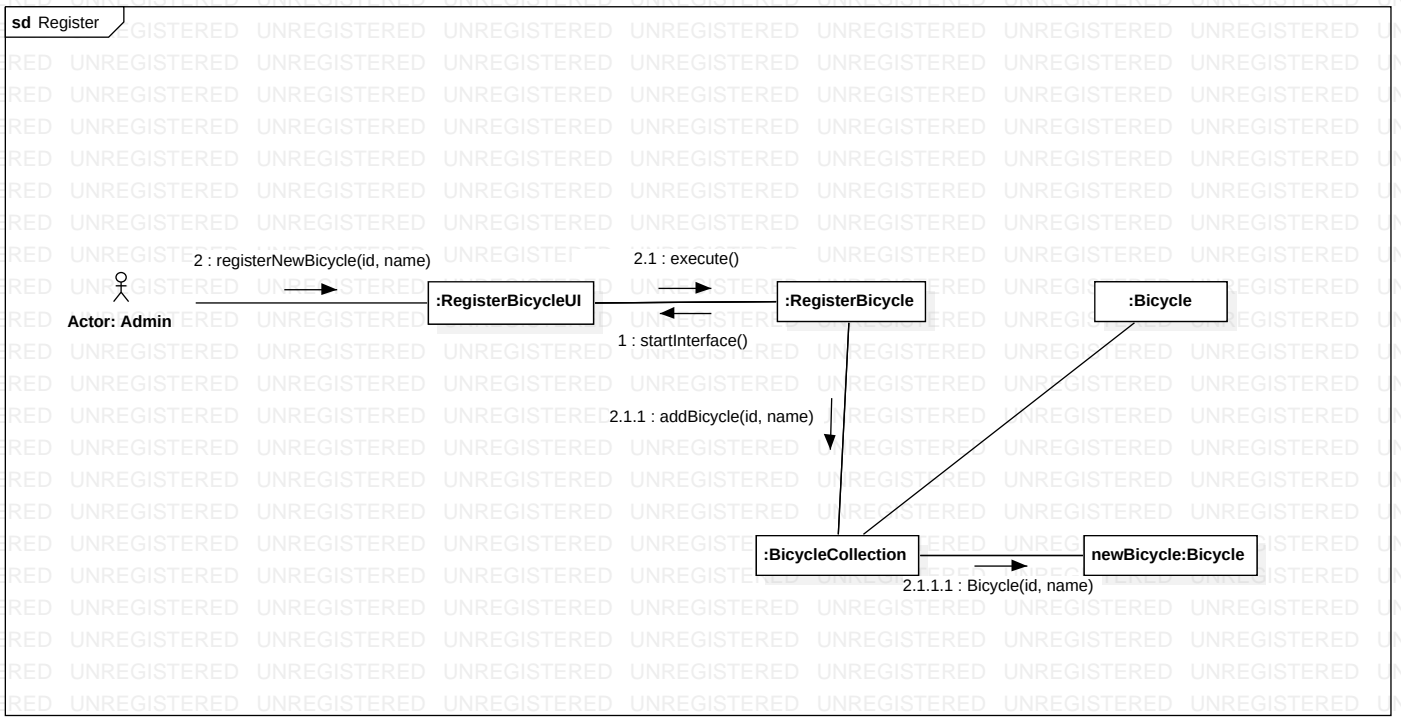 sd Register
2 : registerNewBicycle(id, name)
2.1 : execute()
:RegisterBicycleUI
:RegisterBicycle
:Bicycle
Actor: Admin
1 : startInterface()
2.1.1 : addBicycle(id, name)
:BicycleCollection
newBicycle:Bicycle
2.1.1.1 : Bicycle(id, name)
UNREGISTERED